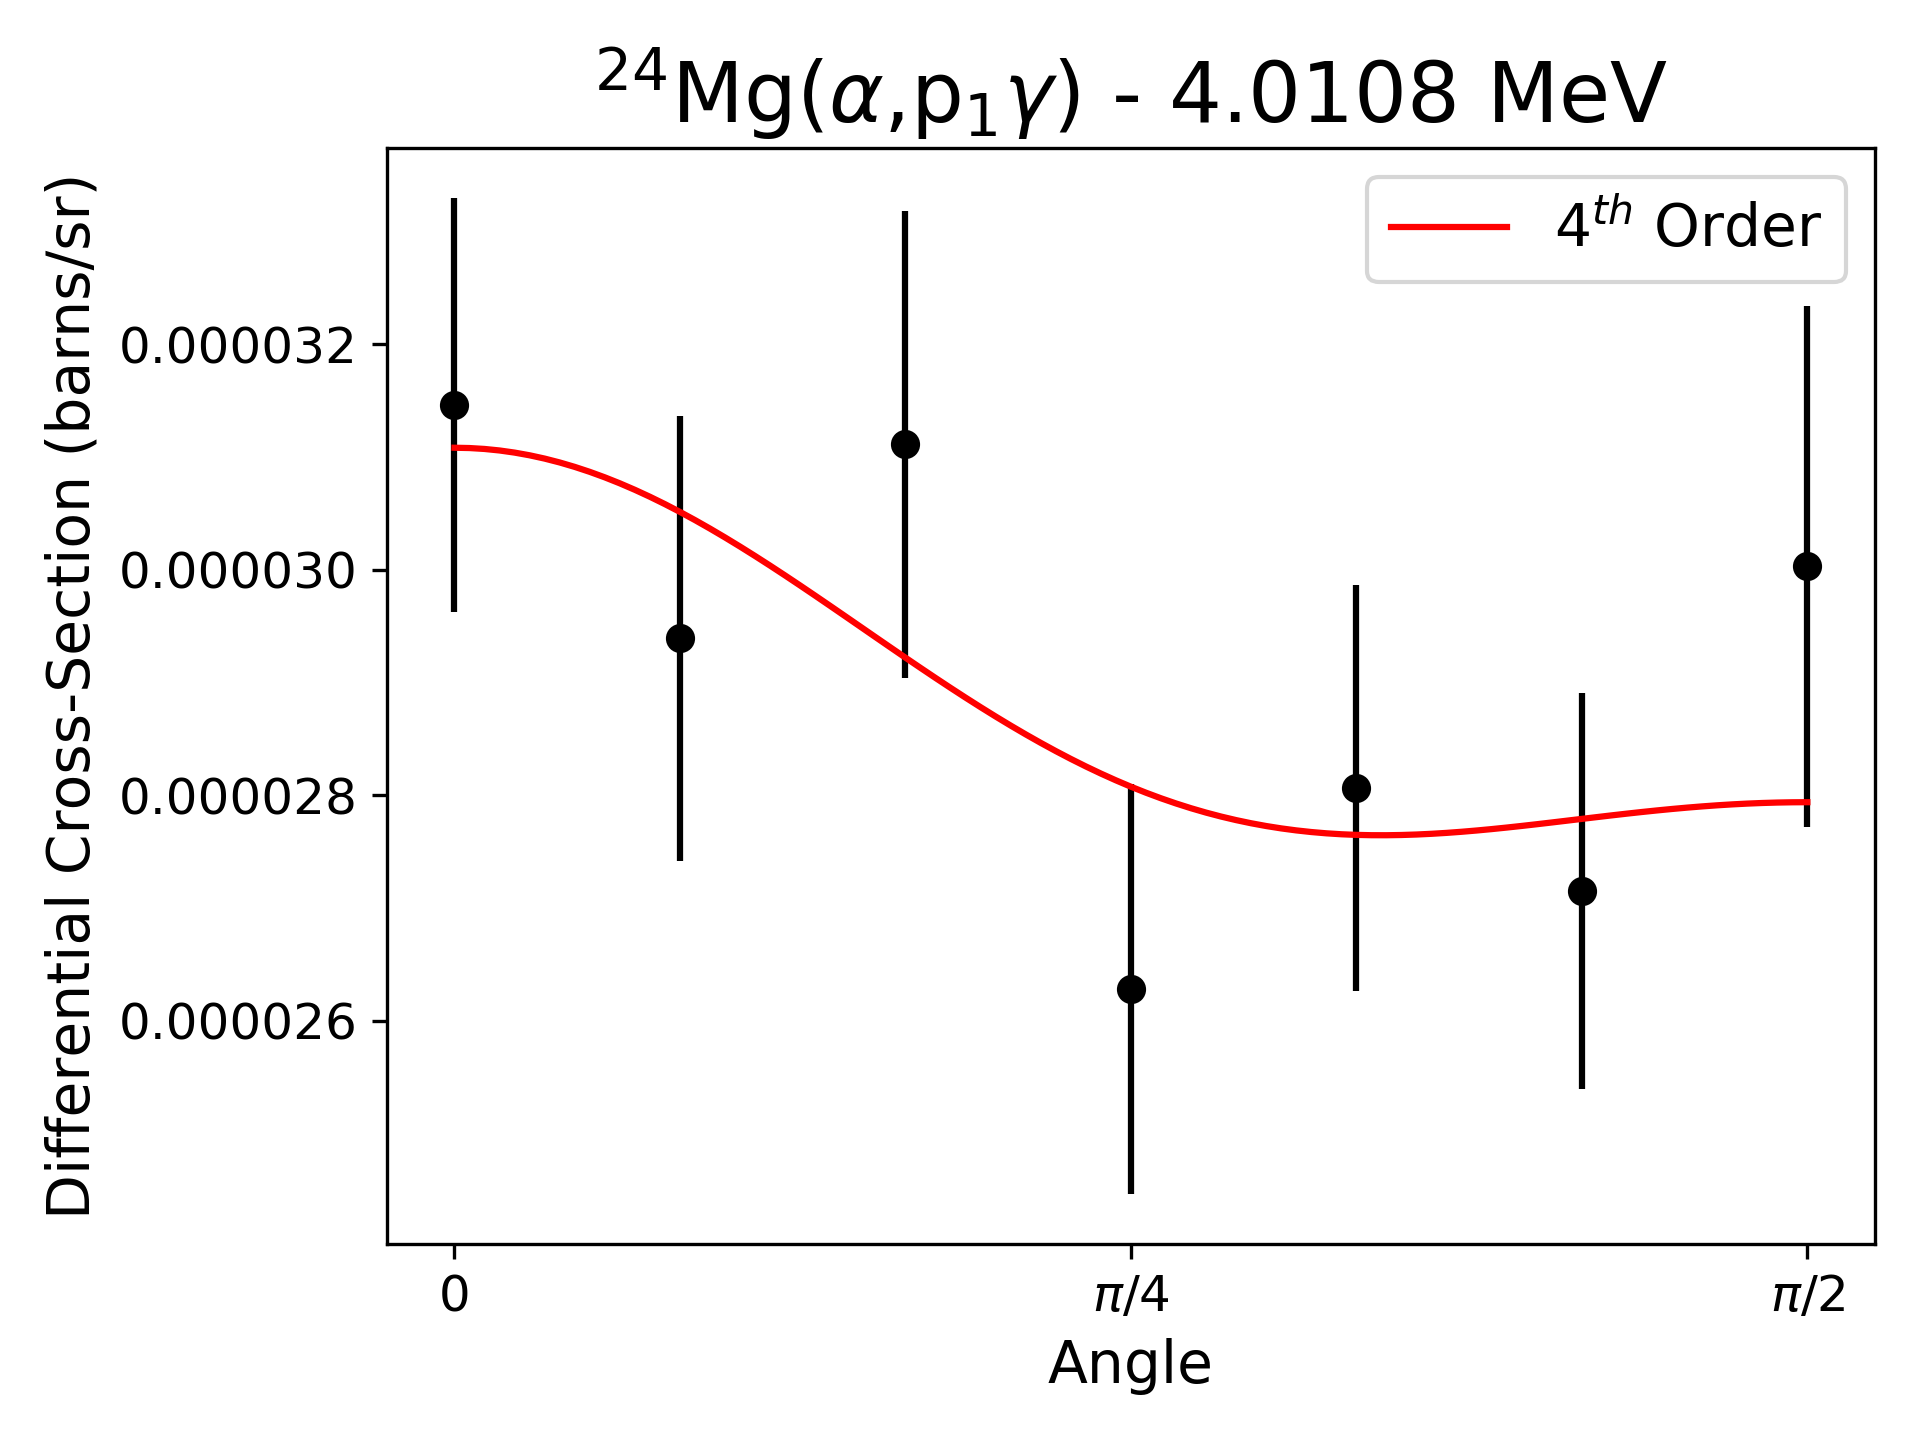 ²⁴Mg(α,p₁γ) - 4.0108 MeV
4ᵗʰ Order
Differential Cross-Section (barns/sr)
0.000032
0.000030
0.000028
0.000026
0 π/4 π/2
Angle